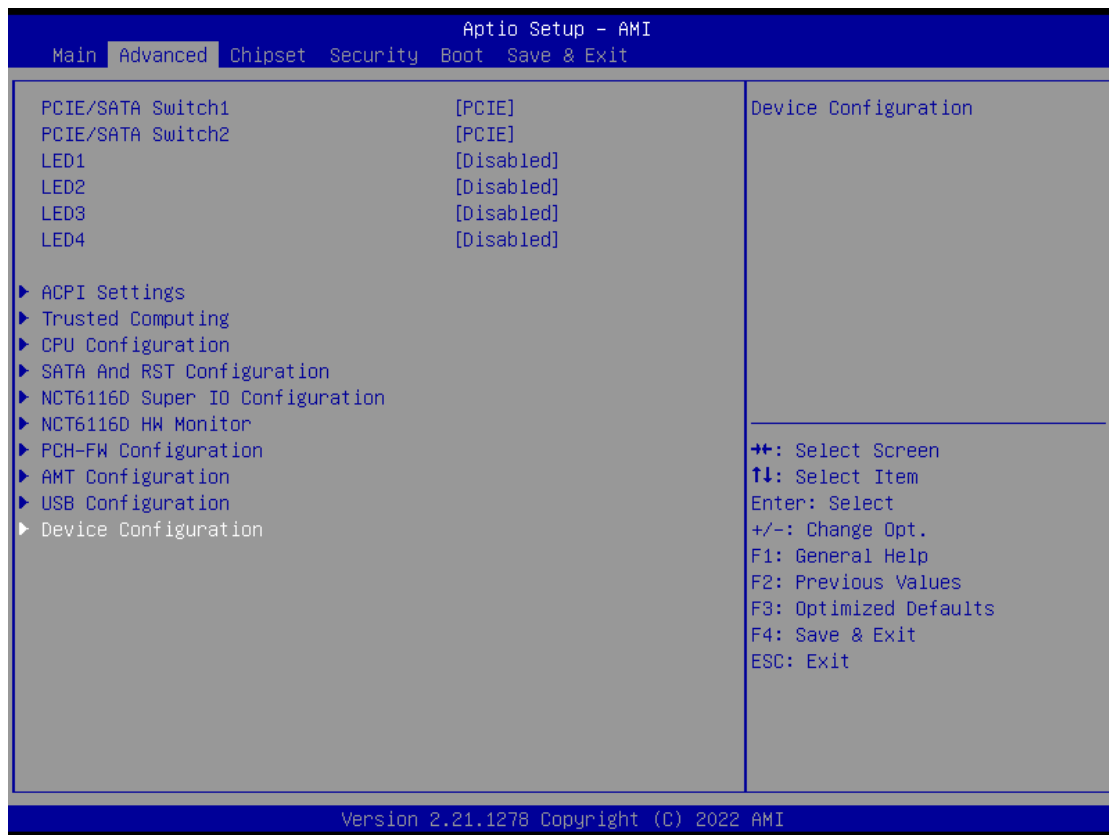 Aptio Setup – AMI
Main Advanced Chipset Security Boot Save & Exit
PCIE/SATA Switch1 [PCIE]
PCIE/SATA Switch2 [PCIE]
LED1 [Disabled]
LED2 [Disabled]
LED3 [Disabled]
LED4 [Disabled]
▶ ACPI Settings
▶ Trusted Computing
▶ CPU Configuration
▶ SATA And RST Configuration
▶ NCT6116D Super IO Configuration
▶ NCT6116D HW Monitor
▶ PCH-FW Configuration
▶ AMT Configuration
▶ USB Configuration
▶ Device Configuration
Device Configuration
→←: Select Screen
↑↓: Select Item
Enter: Select
+/-: Change Opt.
F1: General Help
F2: Previous Values
F3: Optimized Defaults
F4: Save & Exit
ESC: Exit
Version 2.21.1278 Copyright (C) 2022 AMI